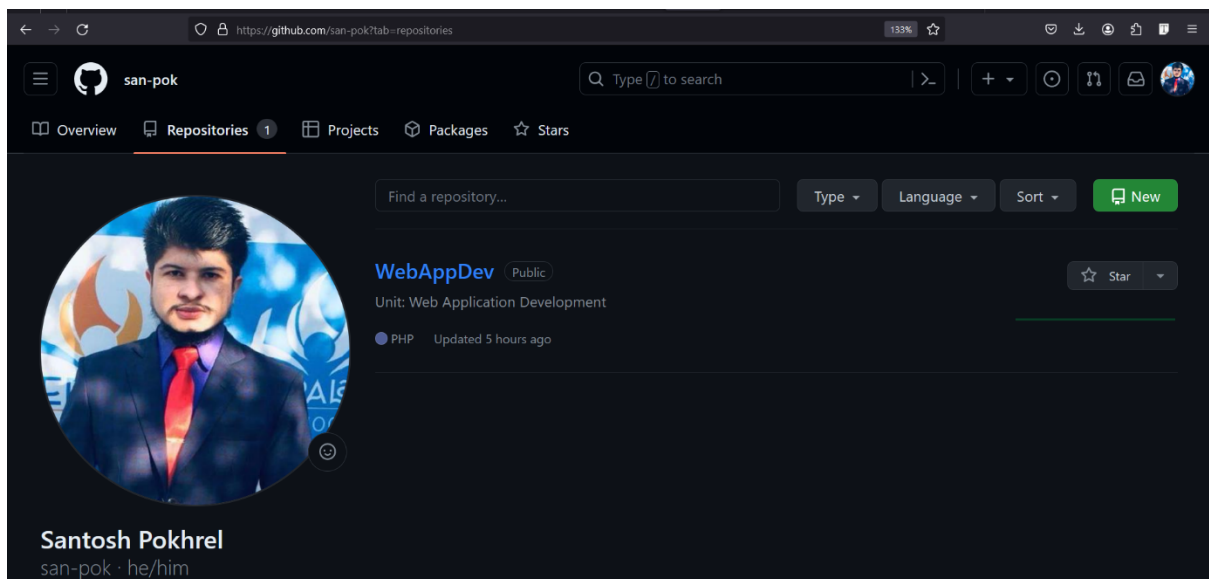 https://github.com/san-pok?tab=repositories 133%
san-pok Type / to search
Overview Repositories 1 Projects Packages Stars
Find a repository... Type Language Sort New
WebAppDev Public Star
Unit: Web Application Development
PHP Updated 5 hours ago
Santosh Pokhrel
san-pok · he/him